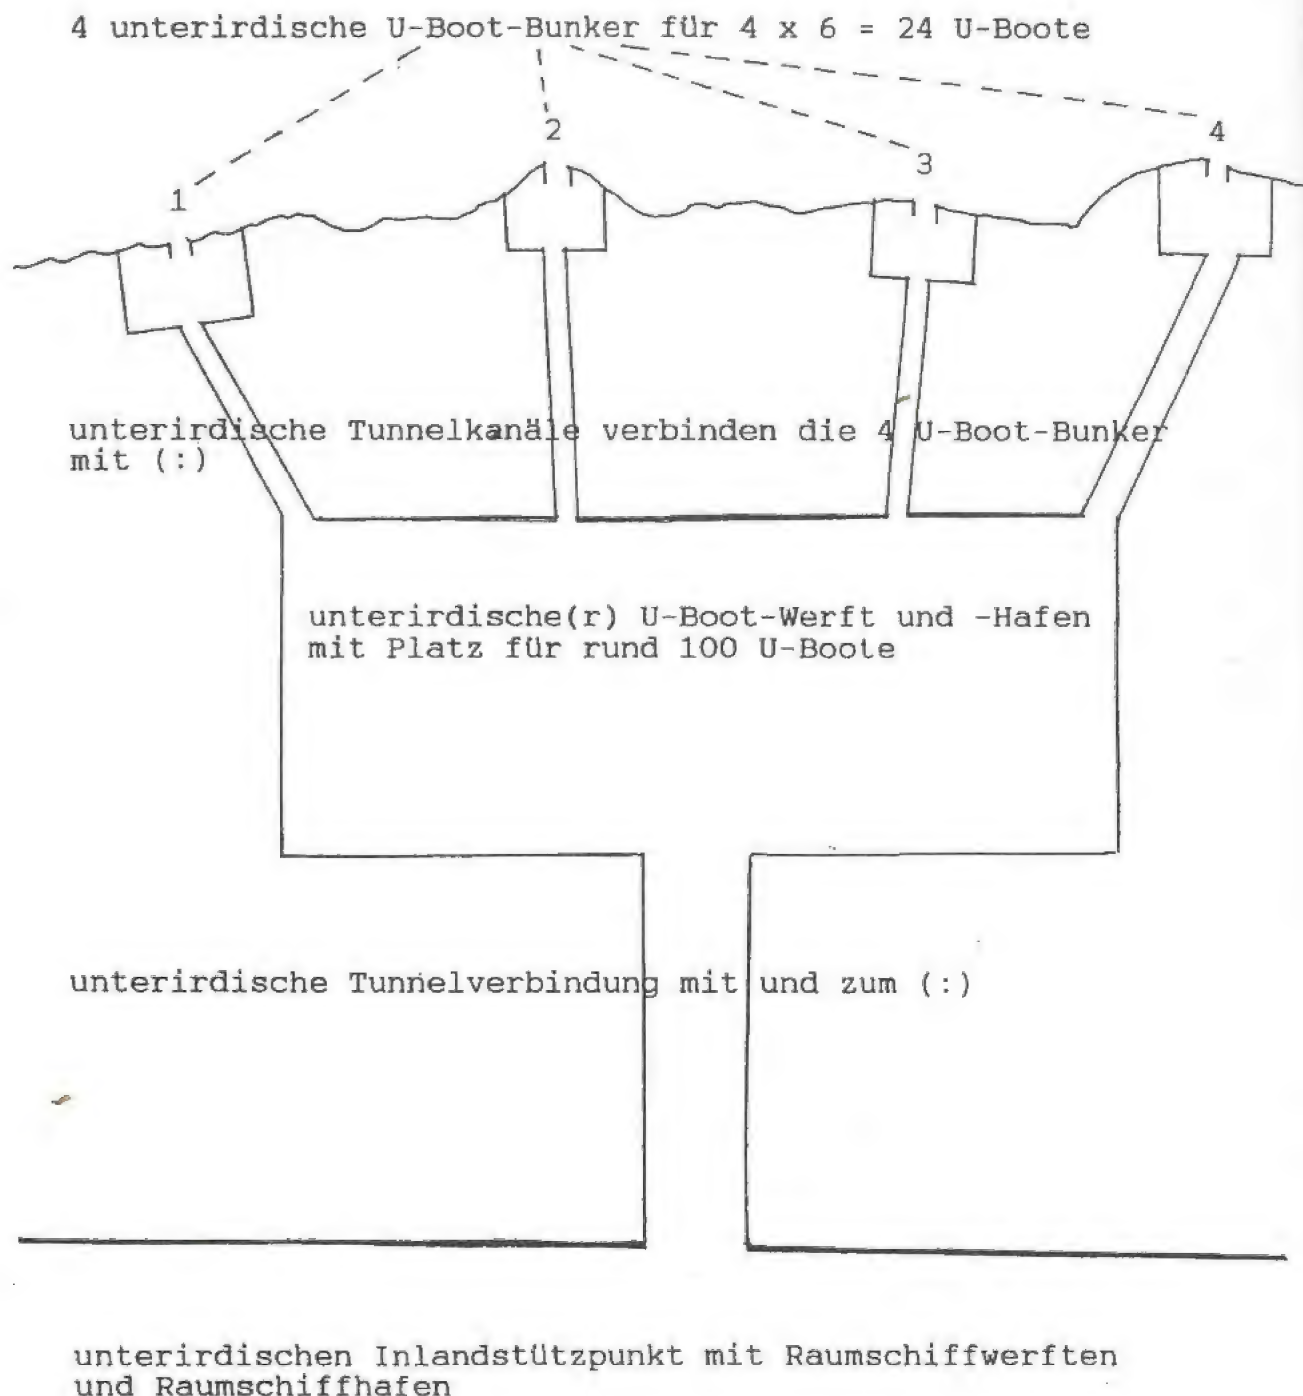 4 unterirdische U-Boot-Bunker für 4 x 6 = 24 U-Boote
2
4
3
1
unterirdische Tunnelkanäle verbinden die 4 U-Boot-Bunker
mit (:)
unterirdische(r) U-Boot-Werft und -Hafen
mit Platz für rund 100 U-Boote
unterirdische Tunnelverbindung mit und zum (:)
unterirdischen Inlandstützpunkt mit Raumschiffwerften
und Raumschiffhafen